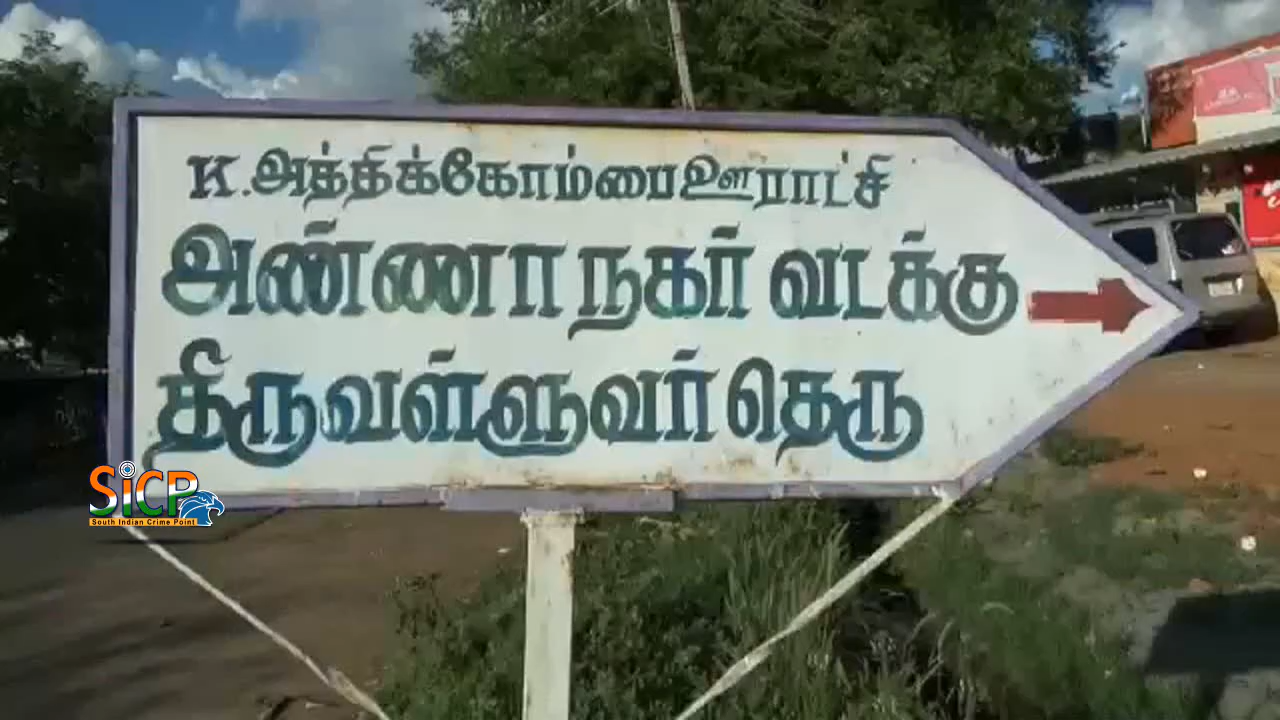 K.அத்திக்கோம்பை ஊராட்சி
அண்ணா நகர் வடக்கு
திருவள்ளுவர் தெரு
SiCP
South Indian Crime Point